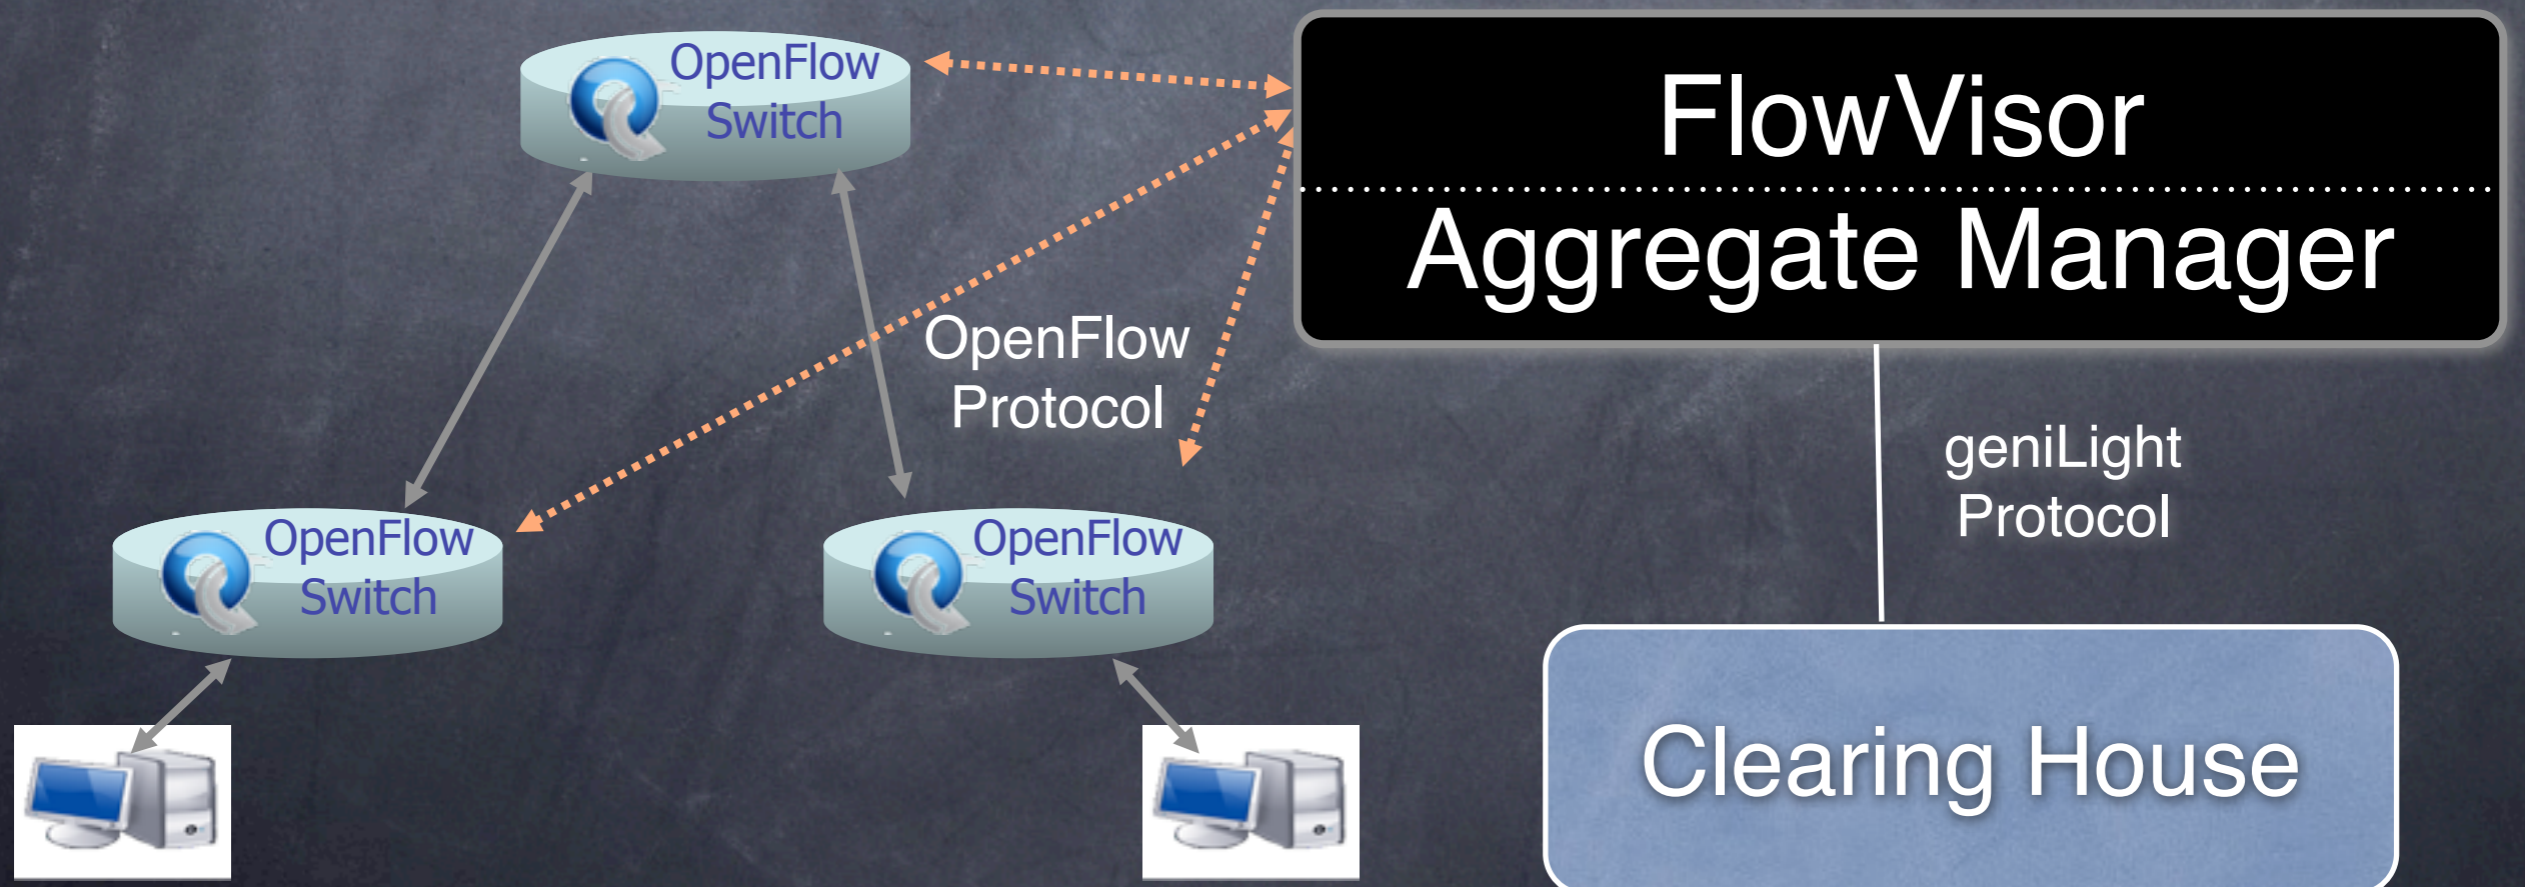 OpenFlow
Switch
FlowVisor
Aggregate Manager
OpenFlow
Protocol
geniLight
Protocol
OpenFlow
Switch
OpenFlow
Switch
Clearing House